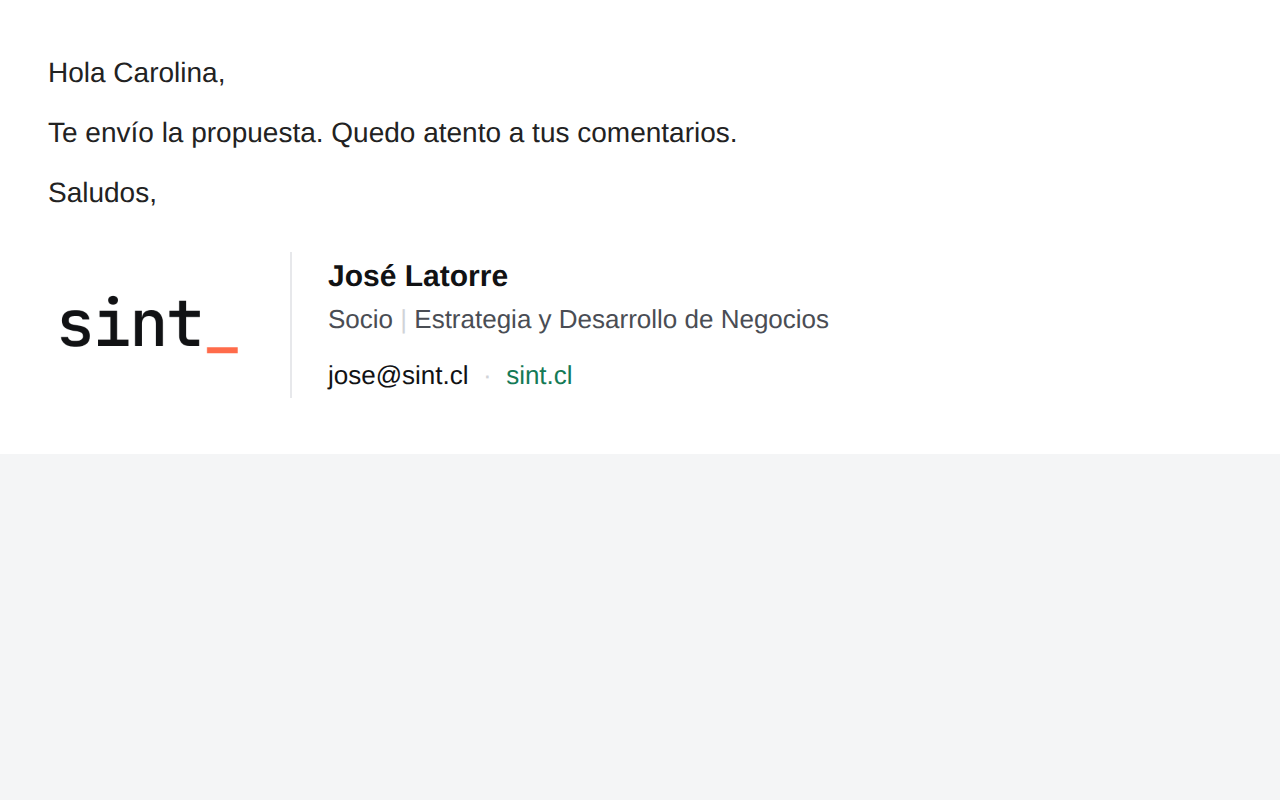 Hola Carolina,
Te envío la propuesta. Quedo atento a tus comentarios.
Saludos,
sint_
José Latorre
Socio | Estrategia y Desarrollo de Negocios
jose@sint.cl · sint.cl